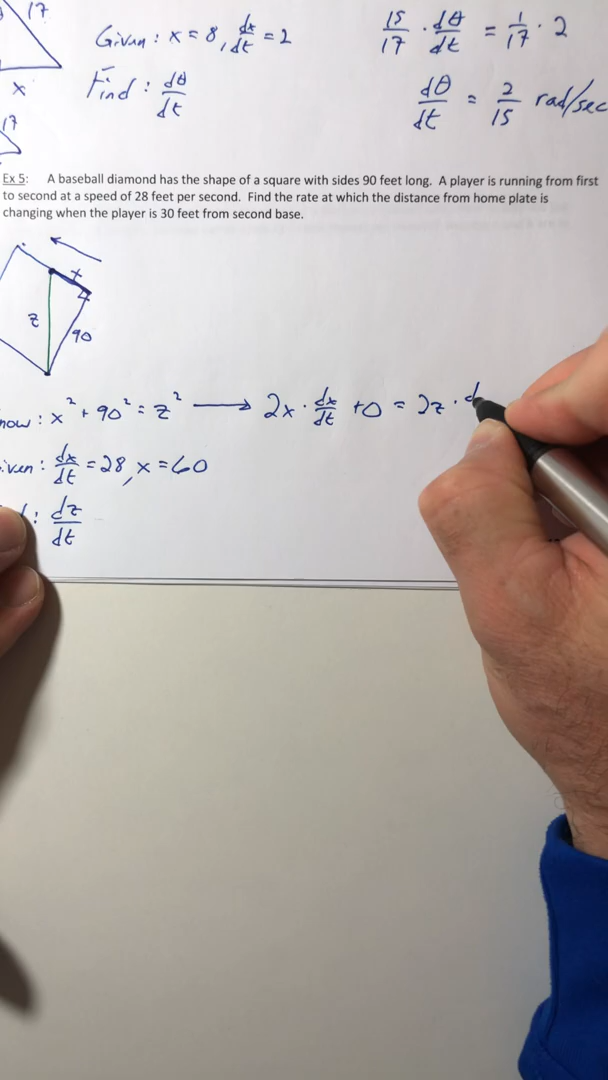 17
x
17
Given : x = 8, dx/dt = 2
Find : dθ/dt
15/17 · dθ/dt = 1/17 · 2
dθ/dt = 2/15 rad/sec
Ex 5: A baseball diamond has the shape of a square with sides 90 feet long. A player is running from first
to second at a speed of 28 feet per second. Find the rate at which the distance from home plate is
changing when the player is 30 feet from second base.
x
z
90
now : x² + 90² = z² → 2x · dx/dt + 0 = 2z · d
iven : dx/dt = 28, x = 60
: dz/dt